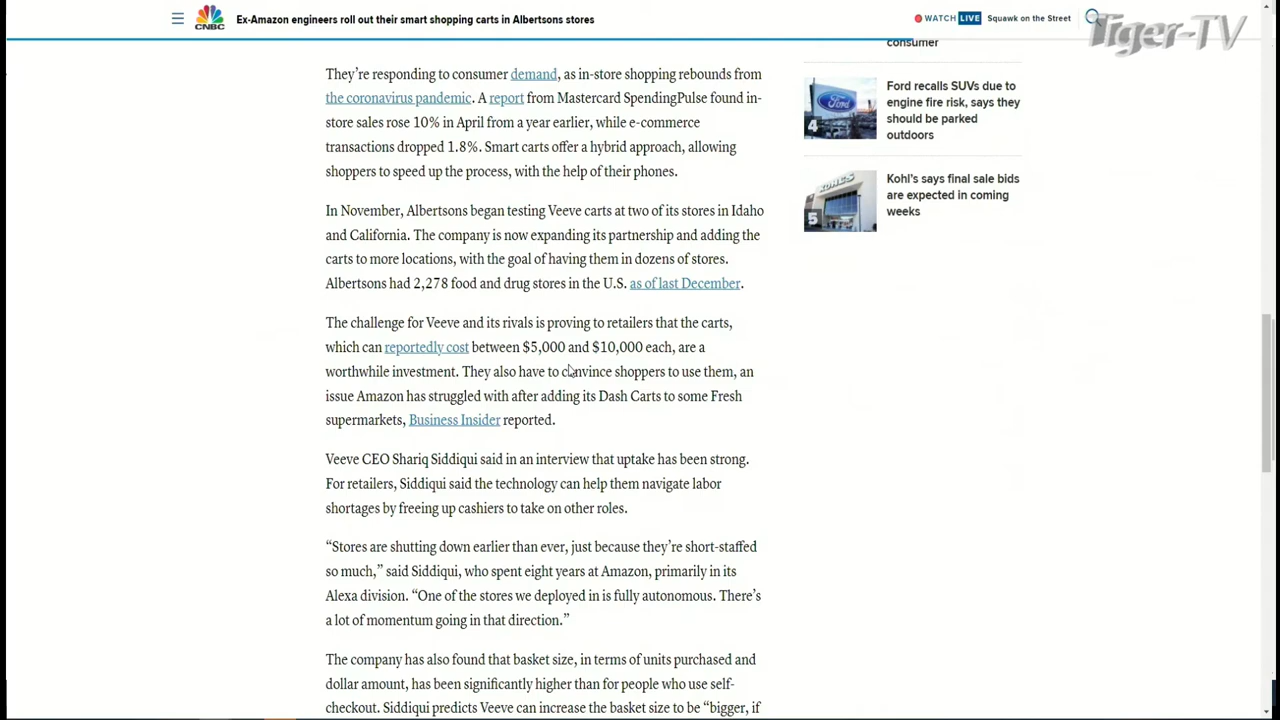 CNBC
Ex-Amazon engineers roll out their smart shopping carts in Albertsons stores
WATCH LIVE
Squawk on the Street
Tiger-TV
They’re responding to consumer demand, as in-store shopping rebounds from
the coronavirus pandemic. A report from Mastercard SpendingPulse found in-
store sales rose 10% in April from a year earlier, while e-commerce
transactions dropped 1.8%. Smart carts offer a hybrid approach, allowing
shoppers to speed up the process, with the help of their phones.
In November, Albertsons began testing Veeve carts at two of its stores in Idaho
and California. The company is now expanding its partnership and adding the
carts to more locations, with the goal of having them in dozens of stores.
Albertsons had 2,278 food and drug stores in the U.S. as of last December.
The challenge for Veeve and its rivals is proving to retailers that the carts,
which can reportedly cost between $5,000 and $10,000 each, are a
worthwhile investment. They also have to convince shoppers to use them, an
issue Amazon has struggled with after adding its Dash Carts to some Fresh
supermarkets, Business Insider reported.
Veeve CEO Shariq Siddiqui said in an interview that uptake has been strong.
For retailers, Siddiqui said the technology can help them navigate labor
shortages by freeing up cashiers to take on other roles.
“Stores are shutting down earlier than ever, just because they’re short-staffed
so much,” said Siddiqui, who spent eight years at Amazon, primarily in its
Alexa division. “One of the stores we deployed in is fully autonomous. There’s
a lot of momentum going in that direction.”
The company has also found that basket size, in terms of units purchased and
dollar amount, has been significantly higher than for people who use self-
checkout. Siddiqui predicts Veeve can increase the basket size to be “bigger, if
consumer
Ford
4
Ford recalls SUVs due to
engine fire risk, says they
should be parked
outdoors
KOHL'S
5
Kohl’s says final sale bids
are expected in coming
weeks